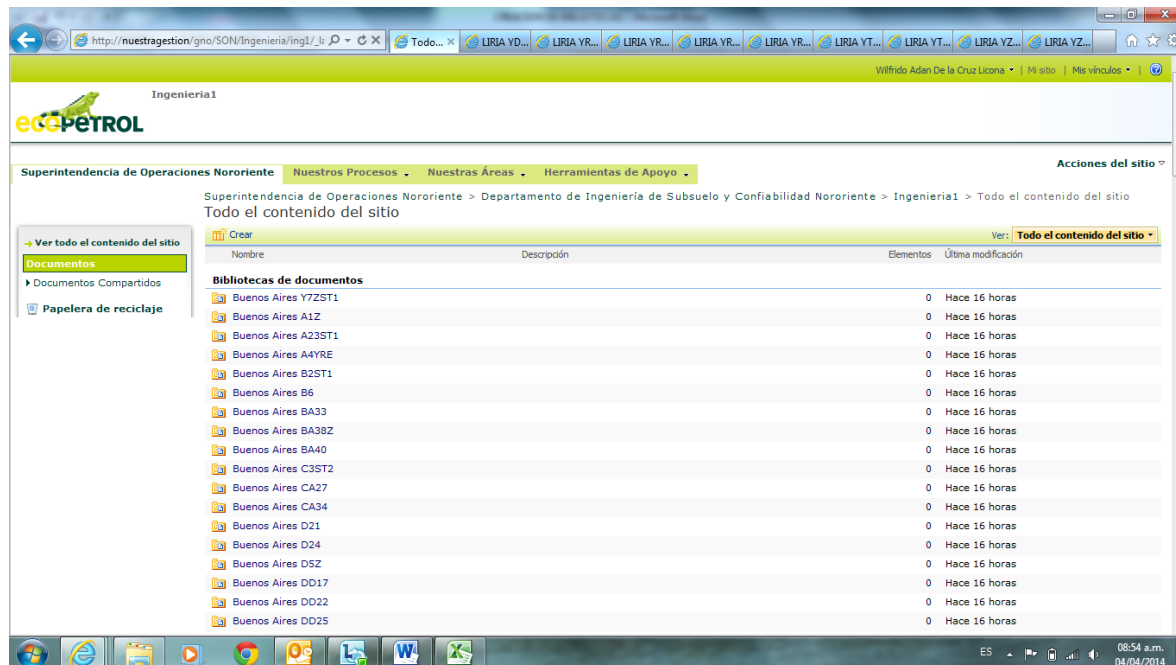 http://nuestragestion/gno/SON/Ingenieria/ing1/_l
Todo...
LIRIA YD...
LIRIA YR...
LIRIA YR...
LIRIA YR...
LIRIA YR...
LIRIA YT...
LIRIA YT...
LIRIA YZ...
LIRIA YZ...
Wilfrido Adan De la Cruz Licona | Mi sitio | Mis vínculos |
Ingenieria1
ecoPETROL
Acciones del sitio
Superintendencia de Operaciones Nororiente Nuestros Procesos Nuestras Áreas Herramientas de Apoyo
Superintendencia de Operaciones Nororiente > Departamento de Ingeniería de Subsuelo y Confiabilidad Nororiente > Ingenieria1 > Todo el contenido del sitio
Todo el contenido del sitio
Ver todo el contenido del sitio
Documentos
Documentos Compartidos
Papelera de reciclaje
Crear Ver: Todo el contenido del sitio
Nombre Descripción Elementos Última modificación
Bibliotecas de documentos
Buenos Aires Y7ZST1 0 Hace 16 horas
Buenos Aires A1Z 0 Hace 16 horas
Buenos Aires A23ST1 0 Hace 16 horas
Buenos Aires A4YRE 0 Hace 16 horas
Buenos Aires B2ST1 0 Hace 16 horas
Buenos Aires B6 0 Hace 16 horas
Buenos Aires BA33 0 Hace 16 horas
Buenos Aires BA38Z 0 Hace 16 horas
Buenos Aires BA40 0 Hace 16 horas
Buenos Aires C3ST2 0 Hace 16 horas
Buenos Aires CA27 0 Hace 16 horas
Buenos Aires CA34 0 Hace 16 horas
Buenos Aires D21 0 Hace 16 horas
Buenos Aires D24 0 Hace 16 horas
Buenos Aires D5Z 0 Hace 16 horas
Buenos Aires DD17 0 Hace 16 horas
Buenos Aires DD22 0 Hace 16 horas
Buenos Aires DD25 0 Hace 16 horas
ES
08:54 a.m.
04/04/2014